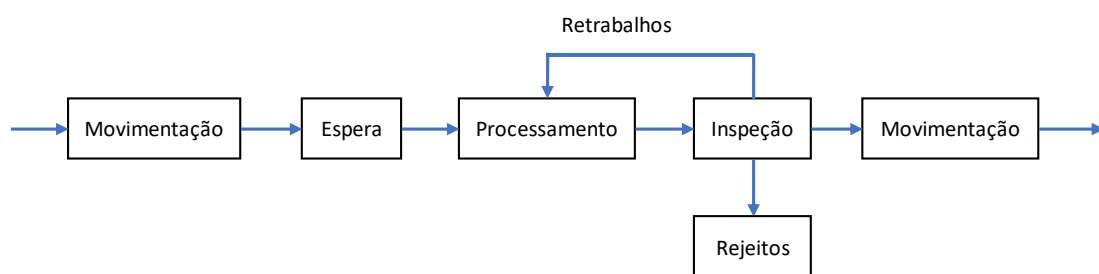 Retrabalhos
Movimentação
Espera
Processamento
Inspeção
Movimentação
Rejeitos